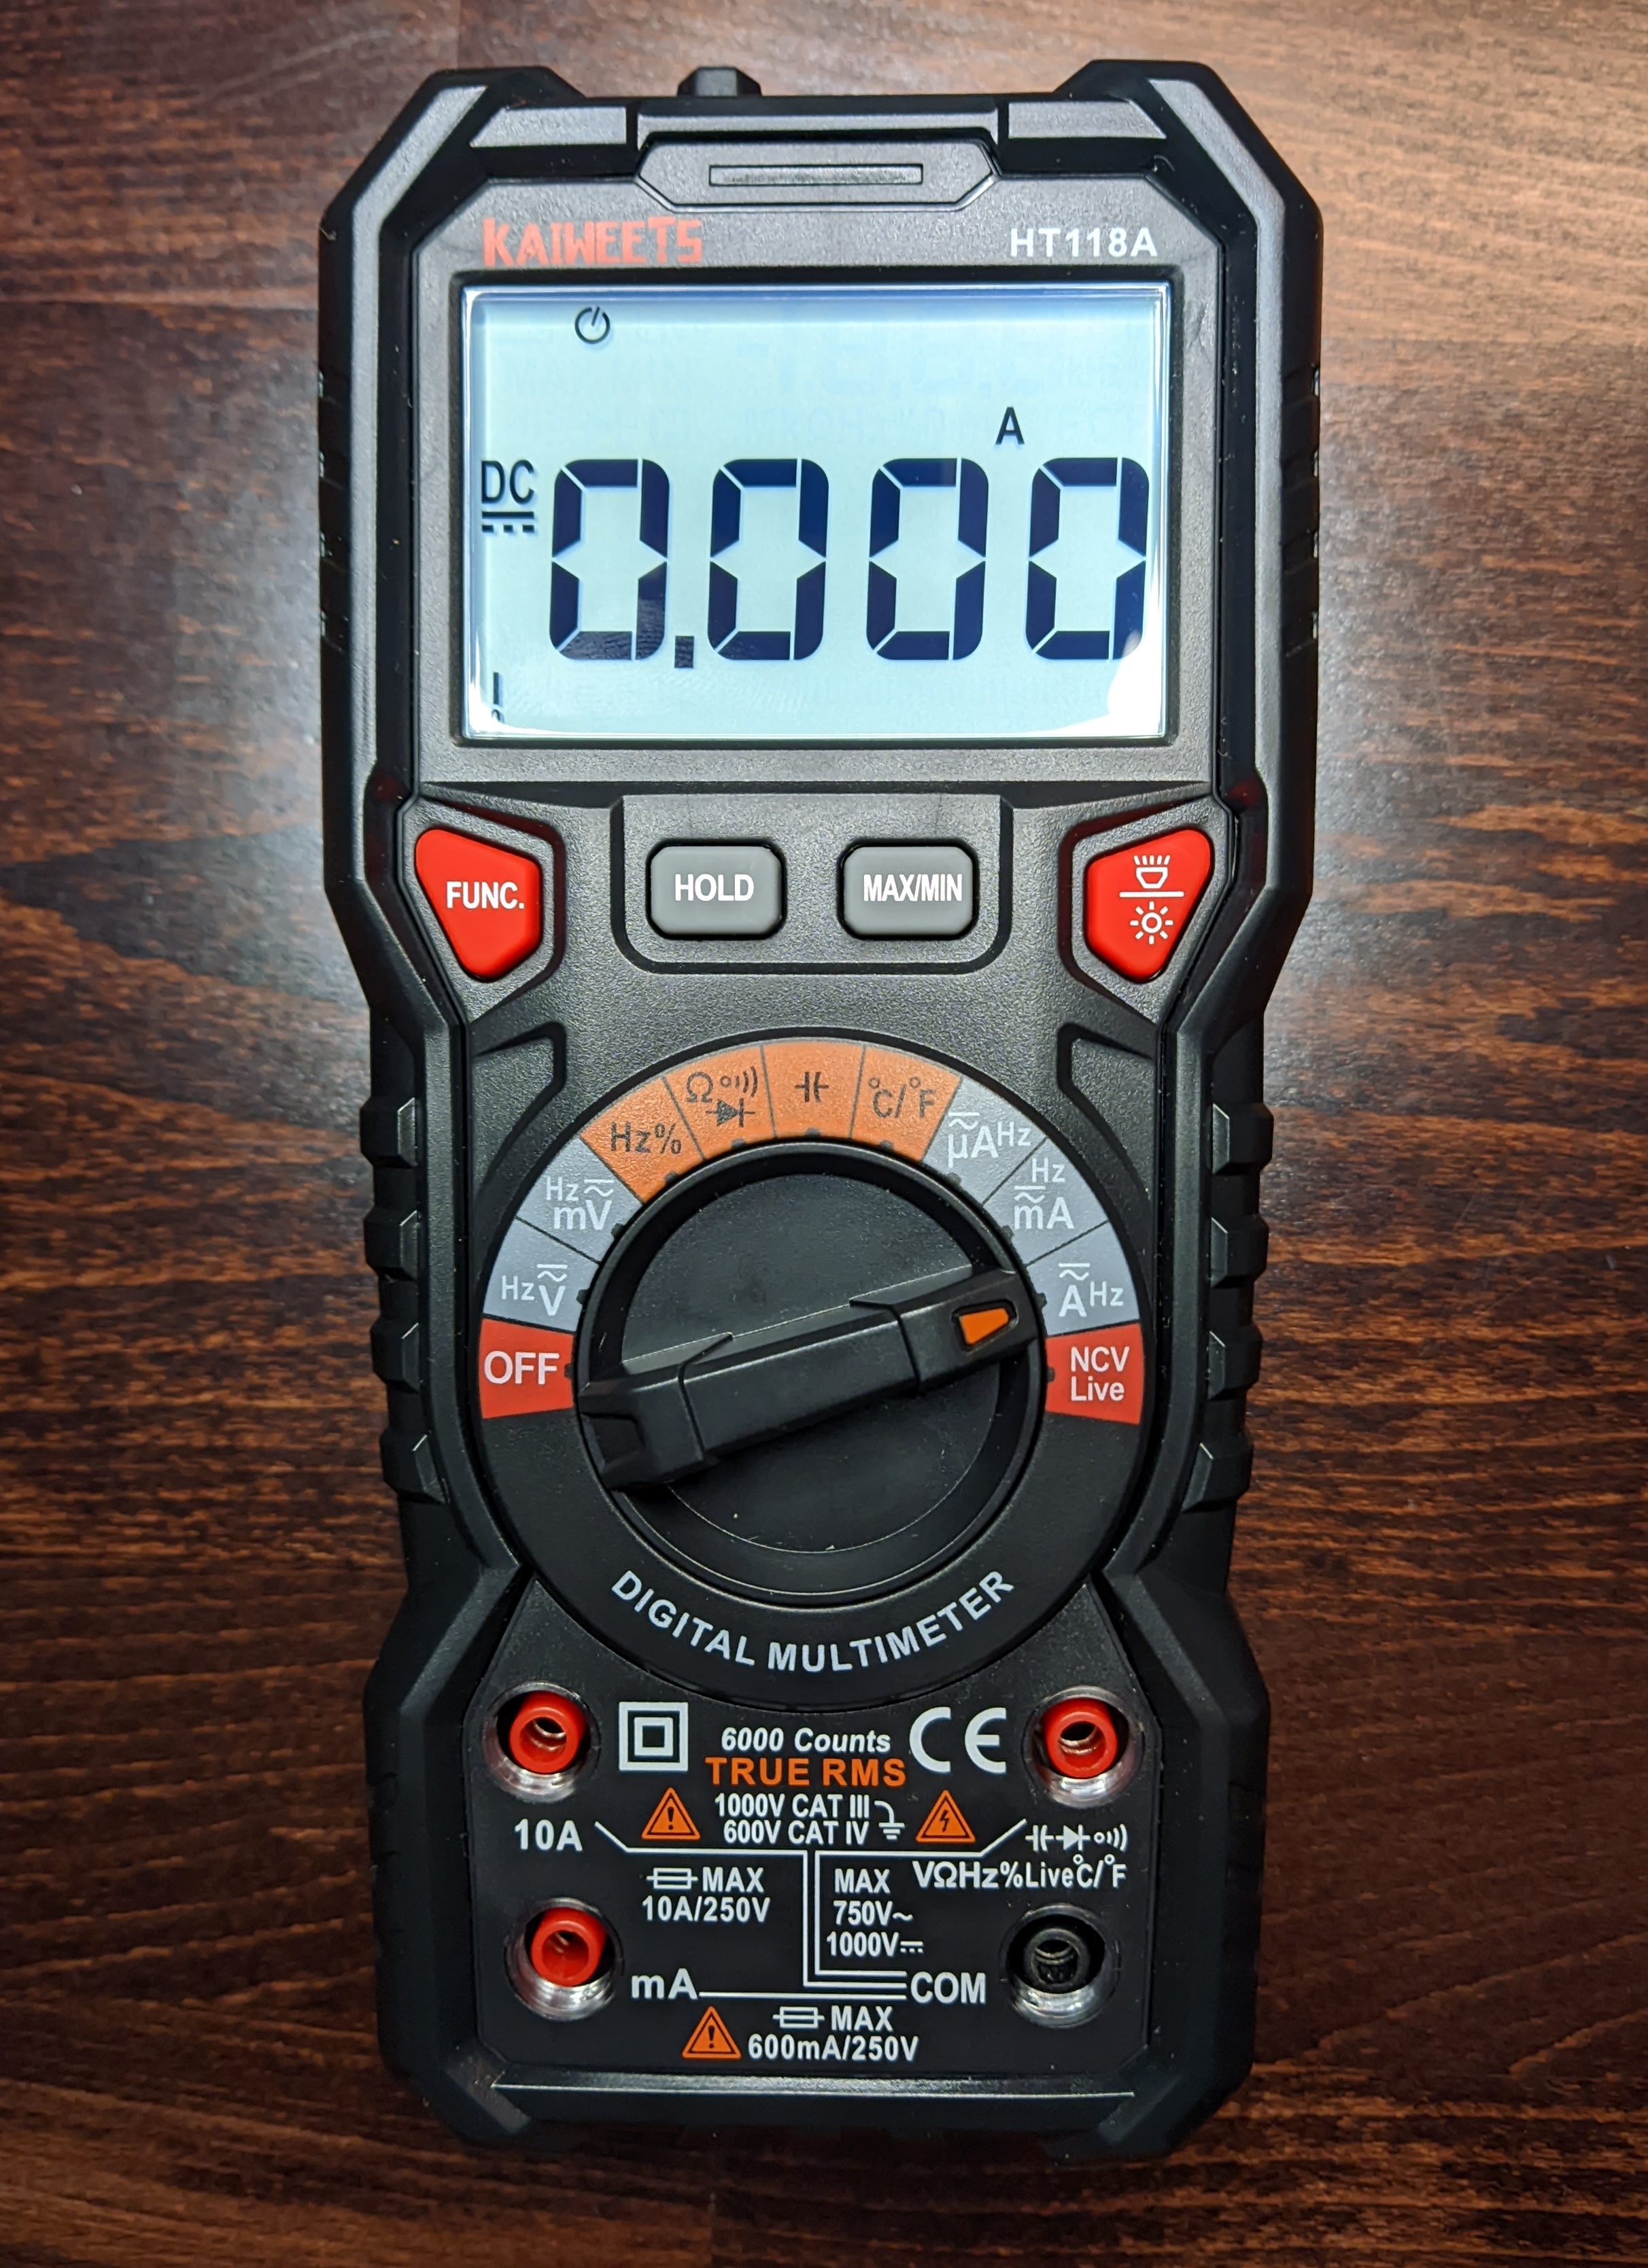 KAIWEETS HT118A
A
DC 0.000
0
FUNC. HOLD MAX/MIN
Hz V
Hz mV
Hz%
Ω
°C/°F
μA Hz
Hz mA
A Hz
OFF
NCV Live
DIGITAL MULTIMETER
6000 Counts CE
TRUE RMS
1000V CAT III
600V CAT IV
10A
MAX
10A/250V
MAX
750V~
1000V⎓
VΩHz%Live°C/°F
mA COM
MAX
600mA/250V